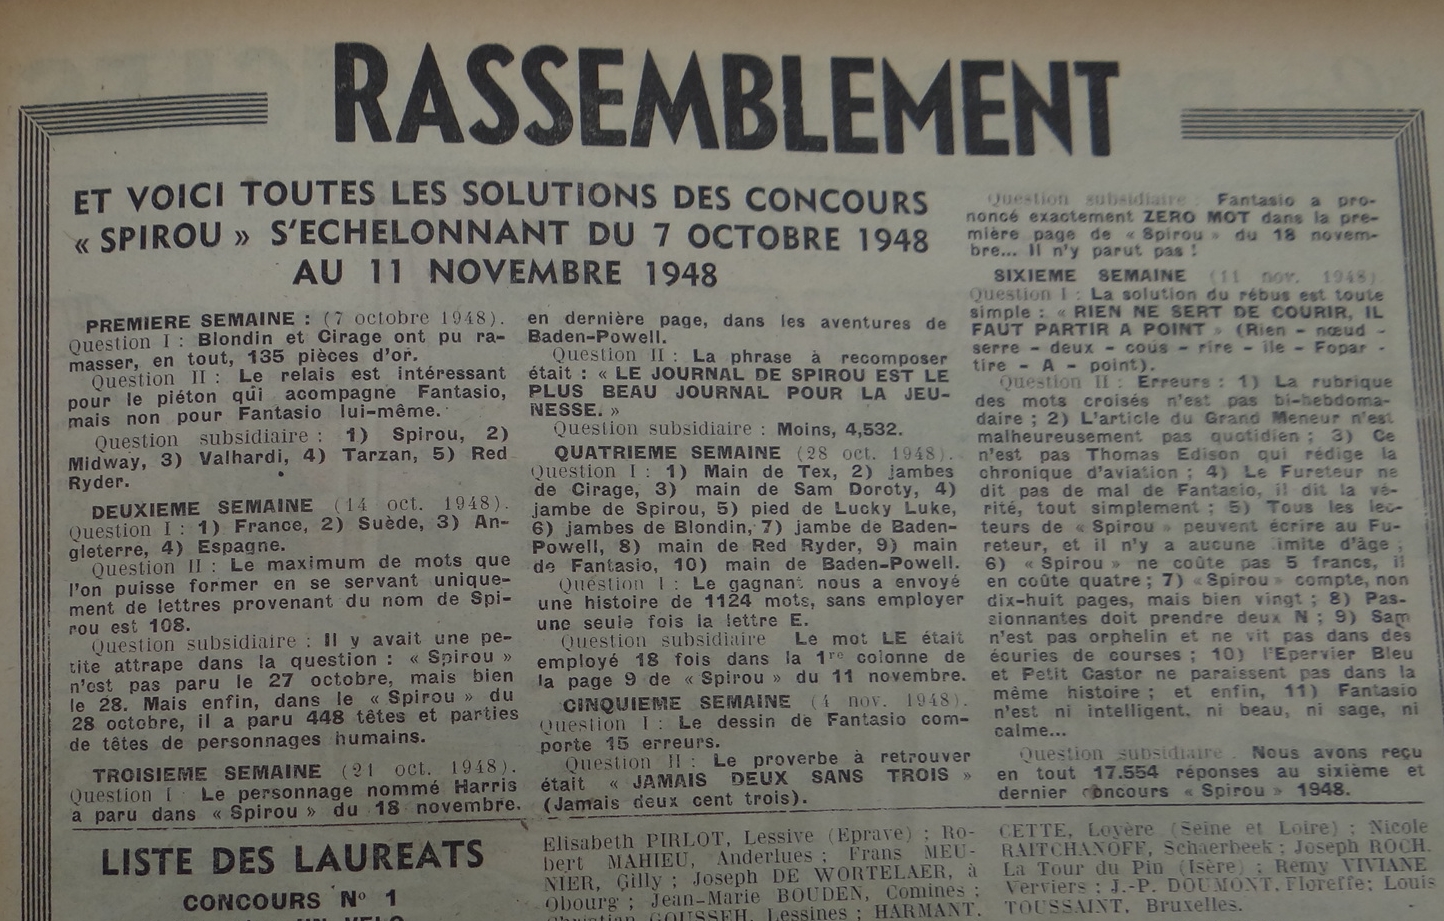 RASSEMBLEMENT
ET VOICI TOUTES LES SOLUTIONS DES CONCOURS
« SPIROU » S'ECHELONNANT DU 7 OCTOBRE 1948
AU 11 NOVEMBRE 1948
PREMIERE SEMAINE : (7 octobre 1948).
Question I : Blondin et Cirage ont pu ra-
masser, en tout, 135 pièces d'or.
Question II : Le relais est intéressant
pour le piéton qui acompagne Fantasio,
mais non pour Fantasio lui-même.
Question subsidiaire : 1) Spirou, 2)
Midway, 3) Valhardi, 4) Tarzan, 5) Red
Ryder.
DEUXIEME SEMAINE (14 oct. 1948).
Question I : 1) France, 2) Suède, 3) An-
gleterre, 4) Espagne.
Question II : Le maximum de mots que
l'on puisse former en se servant unique-
ment de lettres provenant du nom de Spi-
rou est 108.
Question subsidiaire : Il y avait une pe-
tite attrape dans la question : « Spirou »
n'est pas paru le 27 octobre, mais bien
le 28. Mais enfin, dans le « Spirou » du
28 octobre, il a paru 448 têtes et parties
de têtes de personnages humains.
TROISIEME SEMAINE (21 oct. 1948).
Question I : Le personnage nommé Harris
a paru dans « Spirou » du 18 novembre.
en dernière page, dans les aventures de
Baden-Powell.
Question II : La phrase à recomposer
était : « LE JOURNAL DE SPIROU EST LE
PLUS BEAU JOURNAL POUR LA JEU-
NESSE. »
Question subsidiaire : Moins, 4,532.
QUATRIEME SEMAINE (28 oct. 1948).
Question I : 1) Main de Tex, 2) jambes
de Cirage, 3) main de Sam Doroty, 4)
jambe de Spirou, 5) pied de Lucky Luke,
6) jambes de Blondin, 7) jambe de Baden-
Powell, 8) main de Red Ryder, 9) main
de Fantasio, 10) main de Baden-Powell.
Question I : Le gagnant nous a envoyé
une histoire de 1124 mots, sans employer
une seule fois la lettre E.
Question subsidiaire Le mot LE était
employé 18 fois dans la 1re colonne de
la page 9 de « Spirou » du 11 novembre.
CINQUIEME SEMAINE (4 nov. 1948).
Question I : Le dessin de Fantasio com-
porte 15 erreurs.
Question II : Le proverbe à retrouver
était « JAMAIS DEUX SANS TROIS »
(Jamais deux cent trois).
Question subsidiaire : Fantasio a pro-
noncé exactement ZERO MOT dans la pre-
mière page de « Spirou » du 18 novem-
bre... Il n'y parut pas !
SIXIEME SEMAINE (11 nov. 1948)
Question I : La solution du rébus est toute
simple : « RIEN NE SERT DE COURIR, IL
FAUT PARTIR A POINT » (Rien - nœud -
serre - deux - cous - rire - ile - Fopar -
tire - A - point).
Question II : Erreurs : 1) La rubrique
des mots croisés n'est pas bi-hebdoma-
daire ; 2) L'article du Grand Meneur n'est
malheureusement pas quotidien ; 3) Ce
n'est pas Thomas Edison qui rédige la
chronique d'aviation ; 4) Le Fureteur ne
dit pas de mal de Fantasio, il dit la vé-
rité, tout simplement ; 5) Tous les lec-
teurs de « Spirou » peuvent écrire au Fu-
reteur, et il n'y a aucune limite d'âge ;
6) « Spirou » ne coûte pas 5 francs, il
en coûte quatre ; 7) « Spirou » compte, non
dix-huit pages, mais bien vingt ; 8) Pas-
sionnantes doit prendre deux N ; 9) Sam
n'est pas orphelin et ne vit pas dans des
écuries de courses ; 10) l'Epervier Bleu
et Petit Castor ne paraissent pas dans la
même histoire ; et enfin, 11) Fantasio
n'est ni intelligent, ni beau, ni sage, ni
calme...
Question subsidiaire : Nous avons reçu
en tout 17.554 réponses au sixième et
dernier concours « Spirou » 1948.
LISTE DES LAUREATS
CONCOURS No 1
UN VELO
Elisabeth PIRLOT, Lessive (Eprave) ; Ro-
bert MAHIEU, Anderlues ; Frans MEU-
NIER, Gilly ; Joseph DE WORTELAER, à
Obourg ; Jean-Marie BOUDEN, Comines ;
Christian GOUSSEH, Lessines ; HARMANT,
CETTE, Loyère (Seine et Loire) ; Nicole
RAITCHANOFF, Schaerbeek ; Joseph ROCH,
La Tour du Pin (Isère) ; Remy VIVIANE
Verviers ; J.-P. DOUMONT, Floreffe; Louis
TOUSSAINT, Bruxelles.